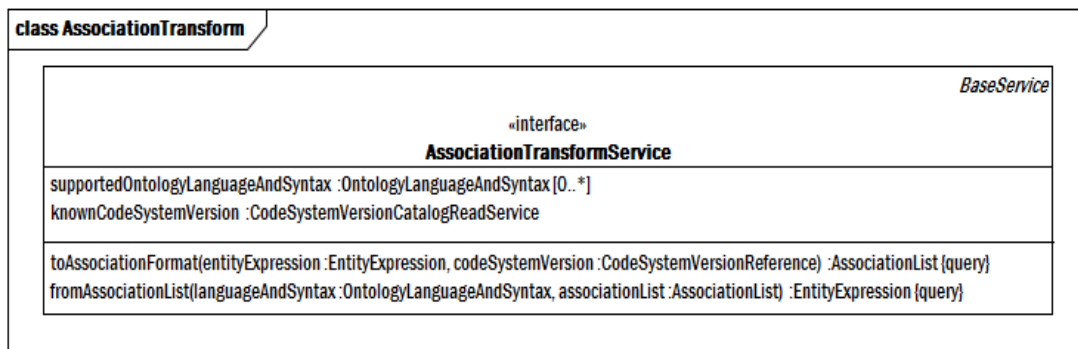 class AssociationTransform
BaseService
«interface»
AssociationTransformService
supportedOntologyLanguageAndSyntax :OntologyLanguageAndSyntax [0..*]
knownCodeSystemVersion :CodeSystemVersionCatalogReadService
toAssociationFormat(entityExpression :EntityExpression, codeSystemVersion :CodeSystemVersionReference) :AssociationList {query}
fromAssociationList(languageAndSyntax :OntologyLanguageAndSyntax, associationList :AssociationList) :EntityExpression {query}